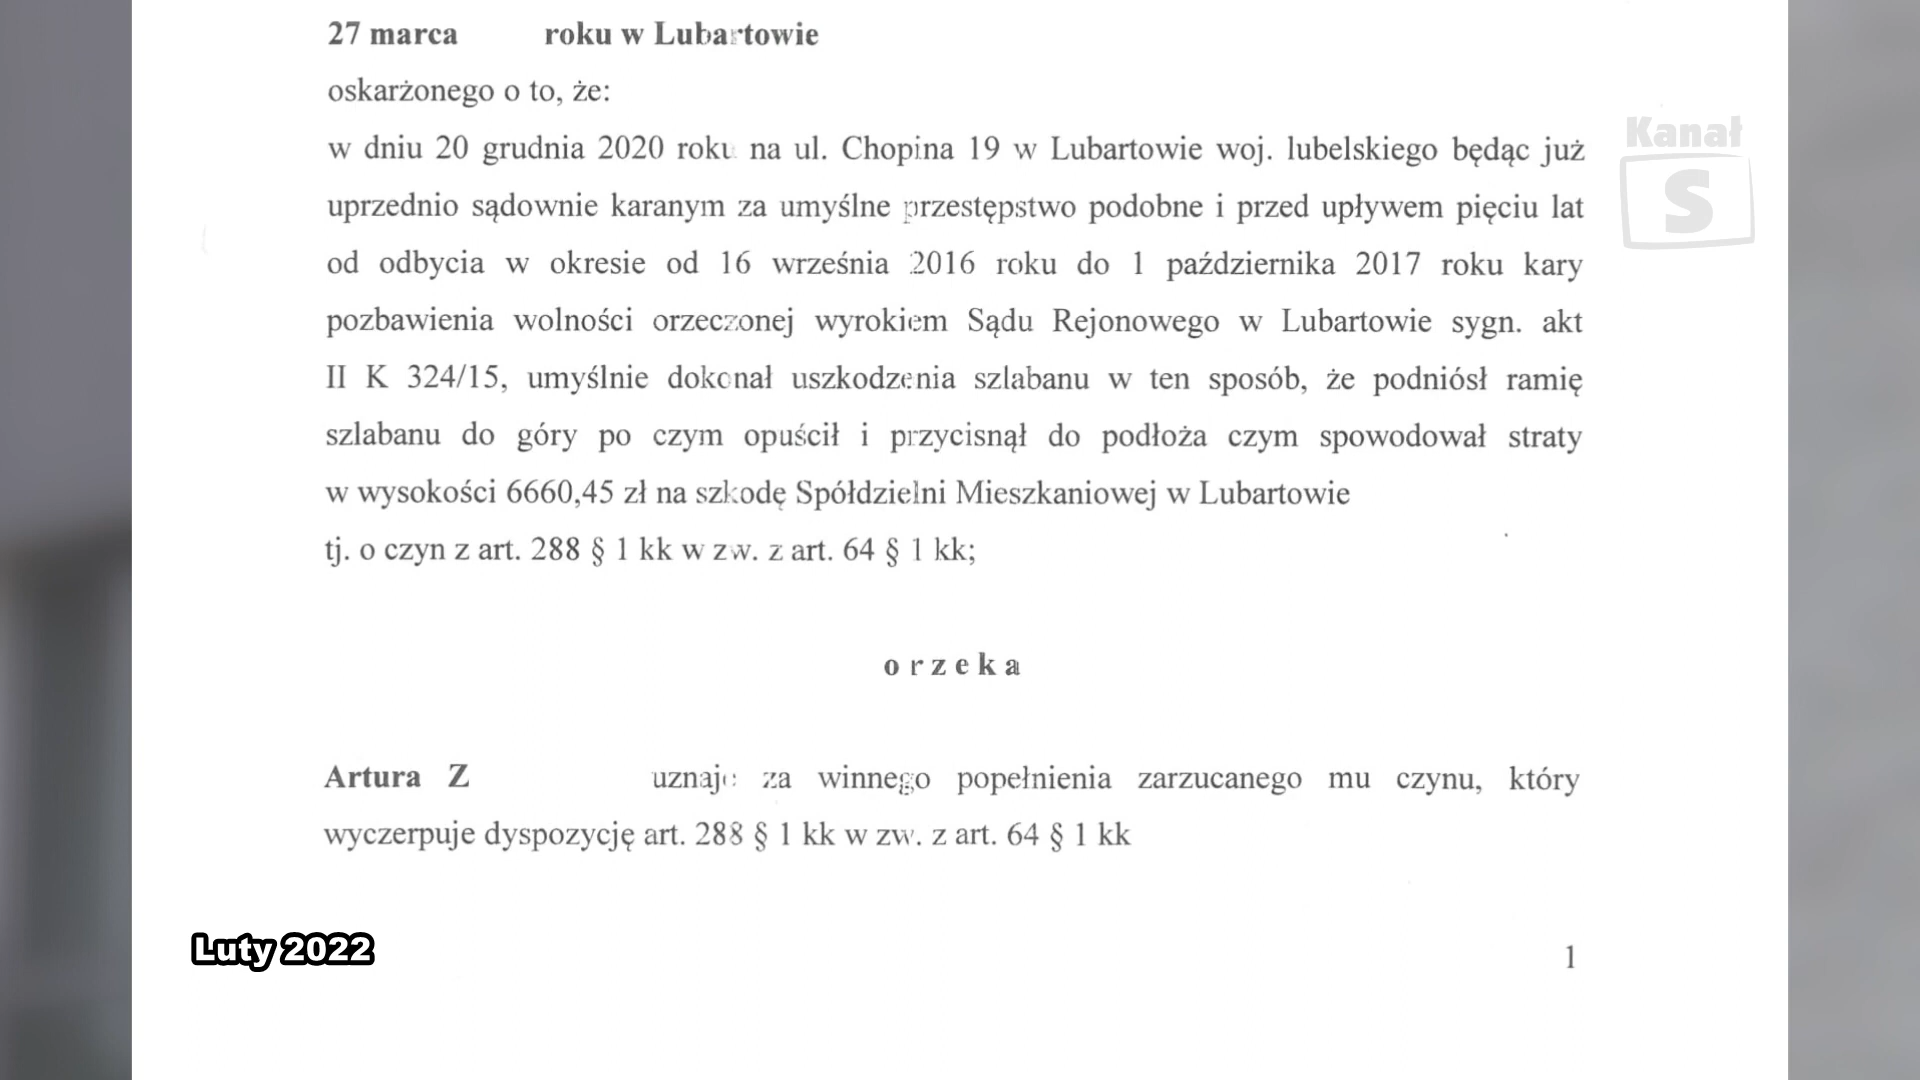 27 marca roku w Lubartowie
oskarżonego o to, że:
w dniu 20 grudnia 2020 roku na ul. Chopina 19 w Lubartowie woj. lubelskiego będąc już
uprzednio sądownie karanym za umyślne przestępstwo podobne i przed upływem pięciu lat
od odbycia w okresie od 16 września 2016 roku do 1 października 2017 roku kary
pozbawienia wolności orzeczonej wyrokiem Sądu Rejonowego w Lubartowie sygn. akt
II K 324/15, umyślnie dokonał uszkodzenia szlabanu w ten sposób, że podniósł ramię
szlabanu do góry po czym opuścił i przycisnął do podłoża czym spowodował straty
w wysokości 6660,45 zł na szkodę Spółdzielni Mieszkaniowej w Lubartowie
tj. o czyn z art. 288 § 1 kk w zw. z art. 64 § 1 kk;
o r z e k a
Artura Z uznaje za winnego popełnienia zarzucanego mu czynu, który
wyczerpuje dyspozycję art. 288 § 1 kk w zw. z art. 64 § 1 kk
1
Luty 2022
Kanał
S